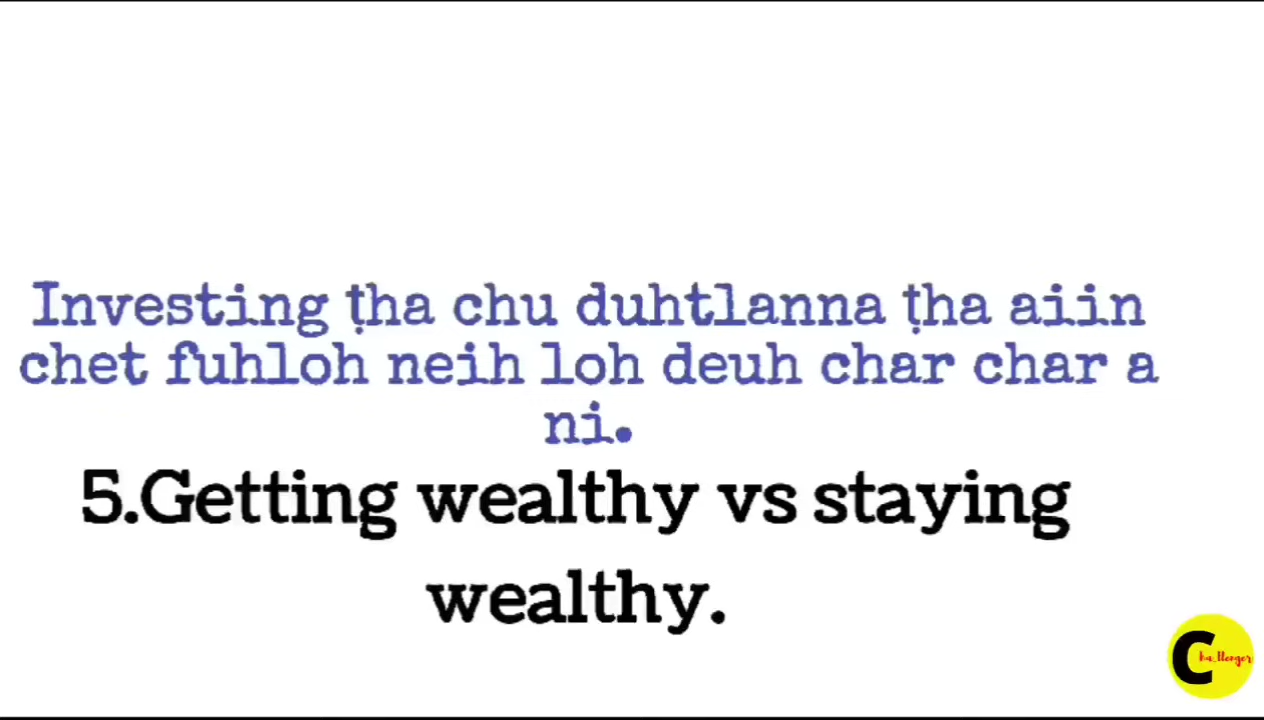 Investing ṭha chu duhtlanna ṭha aiin
chet fuhloh neih loh deuh char char a
ni.
5.Getting wealthy vs staying
wealthy.
Challenger